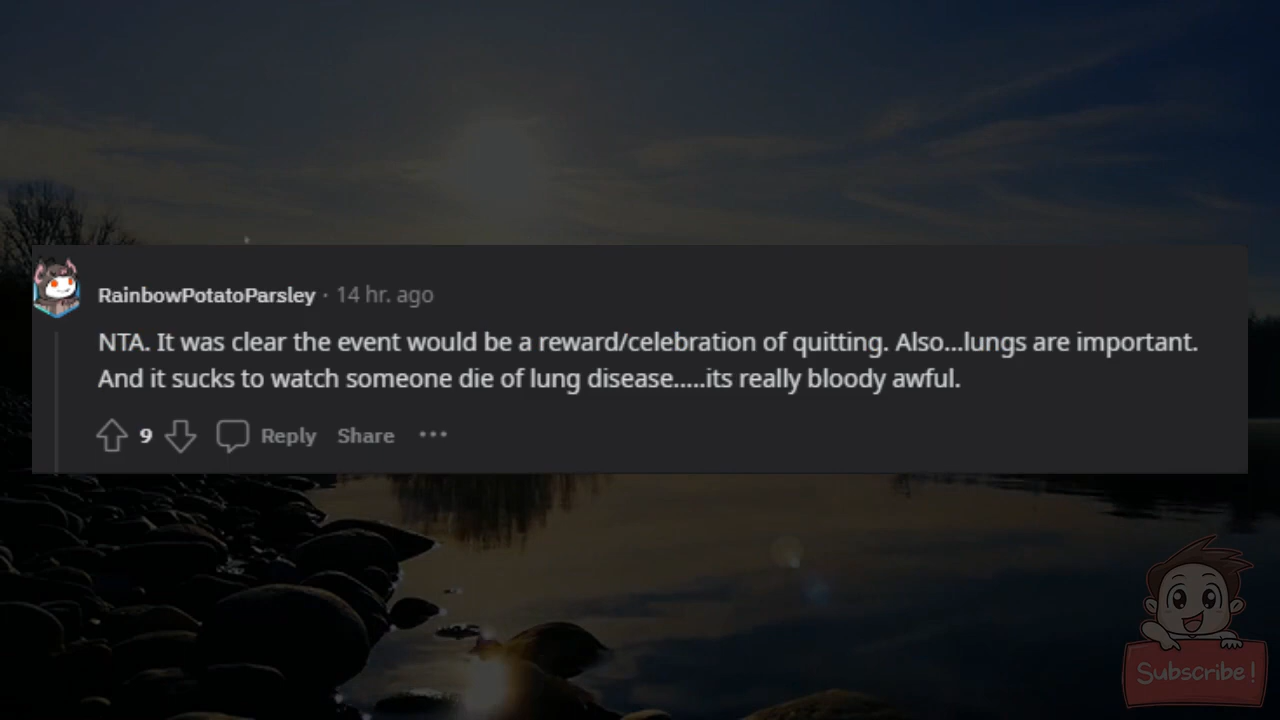 RainbowPotatoParsley · 14 hr. ago
NTA. It was clear the event would be a reward/celebration of quitting. Also...lungs are important.
And it sucks to watch someone die of lung disease.....its really bloody awful.
9 Reply Share ···
Subscribe!